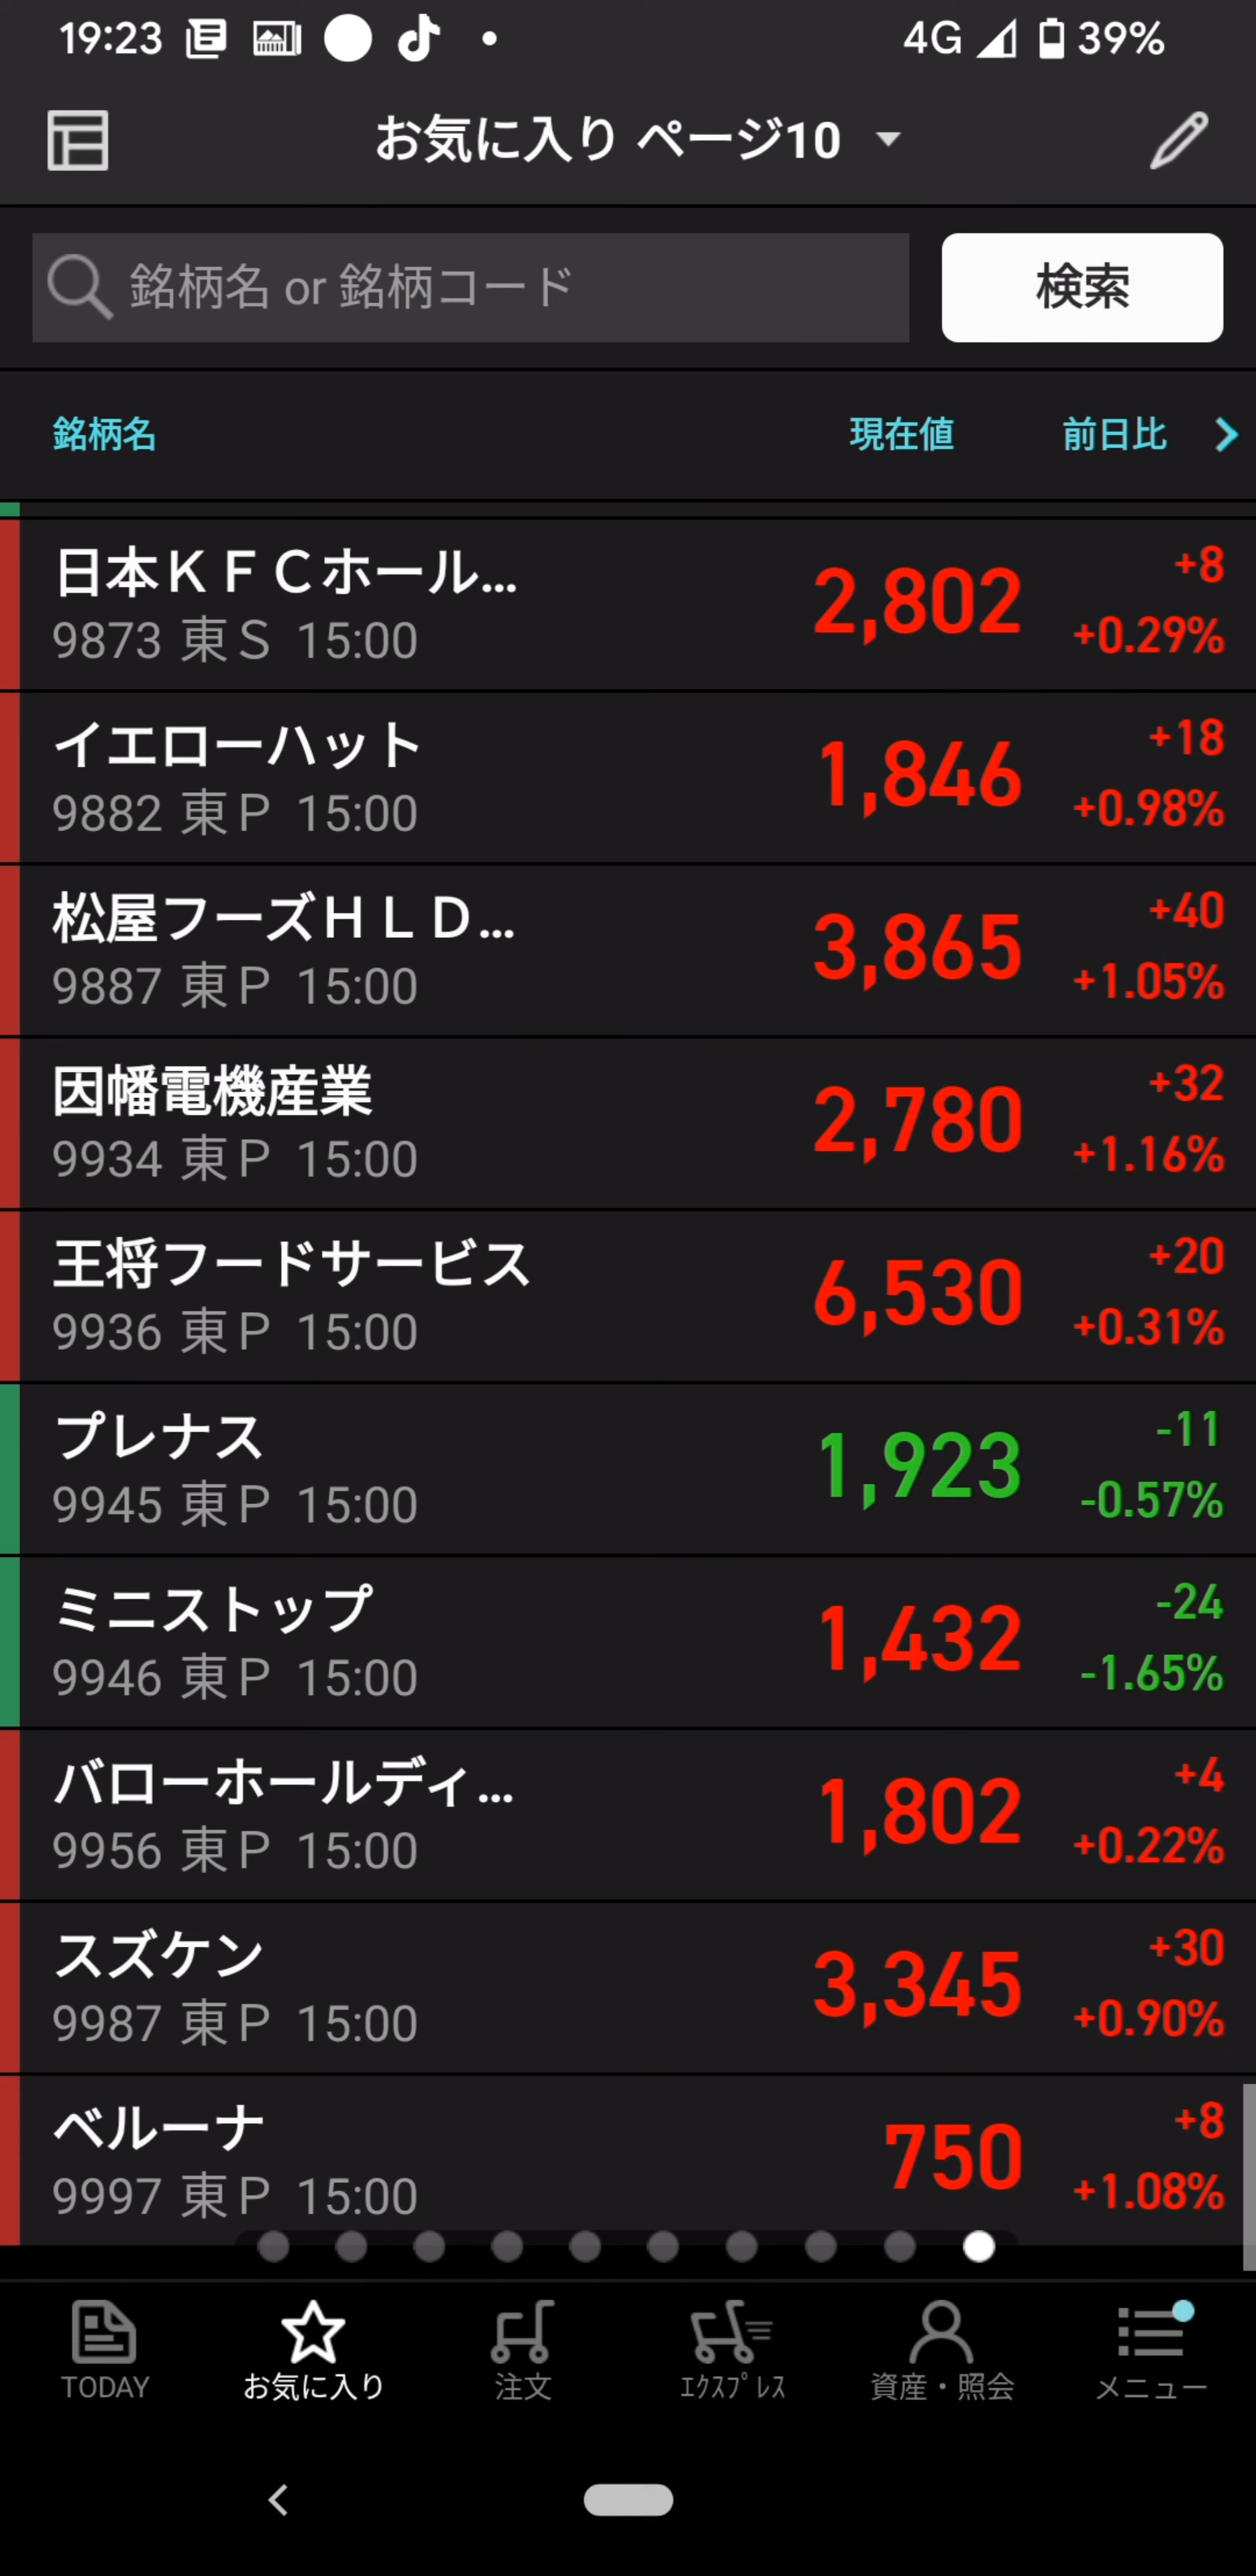 19:23 4G 39%
お気に入り ページ10
銘柄名 or 銘柄コード 検索
銘柄名 現在値 前日比
日本ＫＦＣホール... 2,802 +8
9873 東Ｓ 15:00 +0.29%
イエローハット 1,846 +18
9882 東Ｐ 15:00 +0.98%
松屋フーズＨＬＤ... 3,865 +40
9887 東Ｐ 15:00 +1.05%
因幡電機産業 2,780 +32
9934 東Ｐ 15:00 +1.16%
王将フードサービス 6,530 +20
9936 東Ｐ 15:00 +0.31%
プレナス 1,923 -11
9945 東Ｐ 15:00 -0.57%
ミニストップ 1,432 -24
9946 東Ｐ 15:00 -1.65%
バローホールディ... 1,802 +4
9956 東Ｐ 15:00 +0.22%
スズケン 3,345 +30
9987 東Ｐ 15:00 +0.90%
ベルーナ 750 +8
9997 東Ｐ 15:00 +1.08%
TODAY お気に入り 注文 ｴｸｽﾌﾟﾚｽ 資産・照会 メニュー